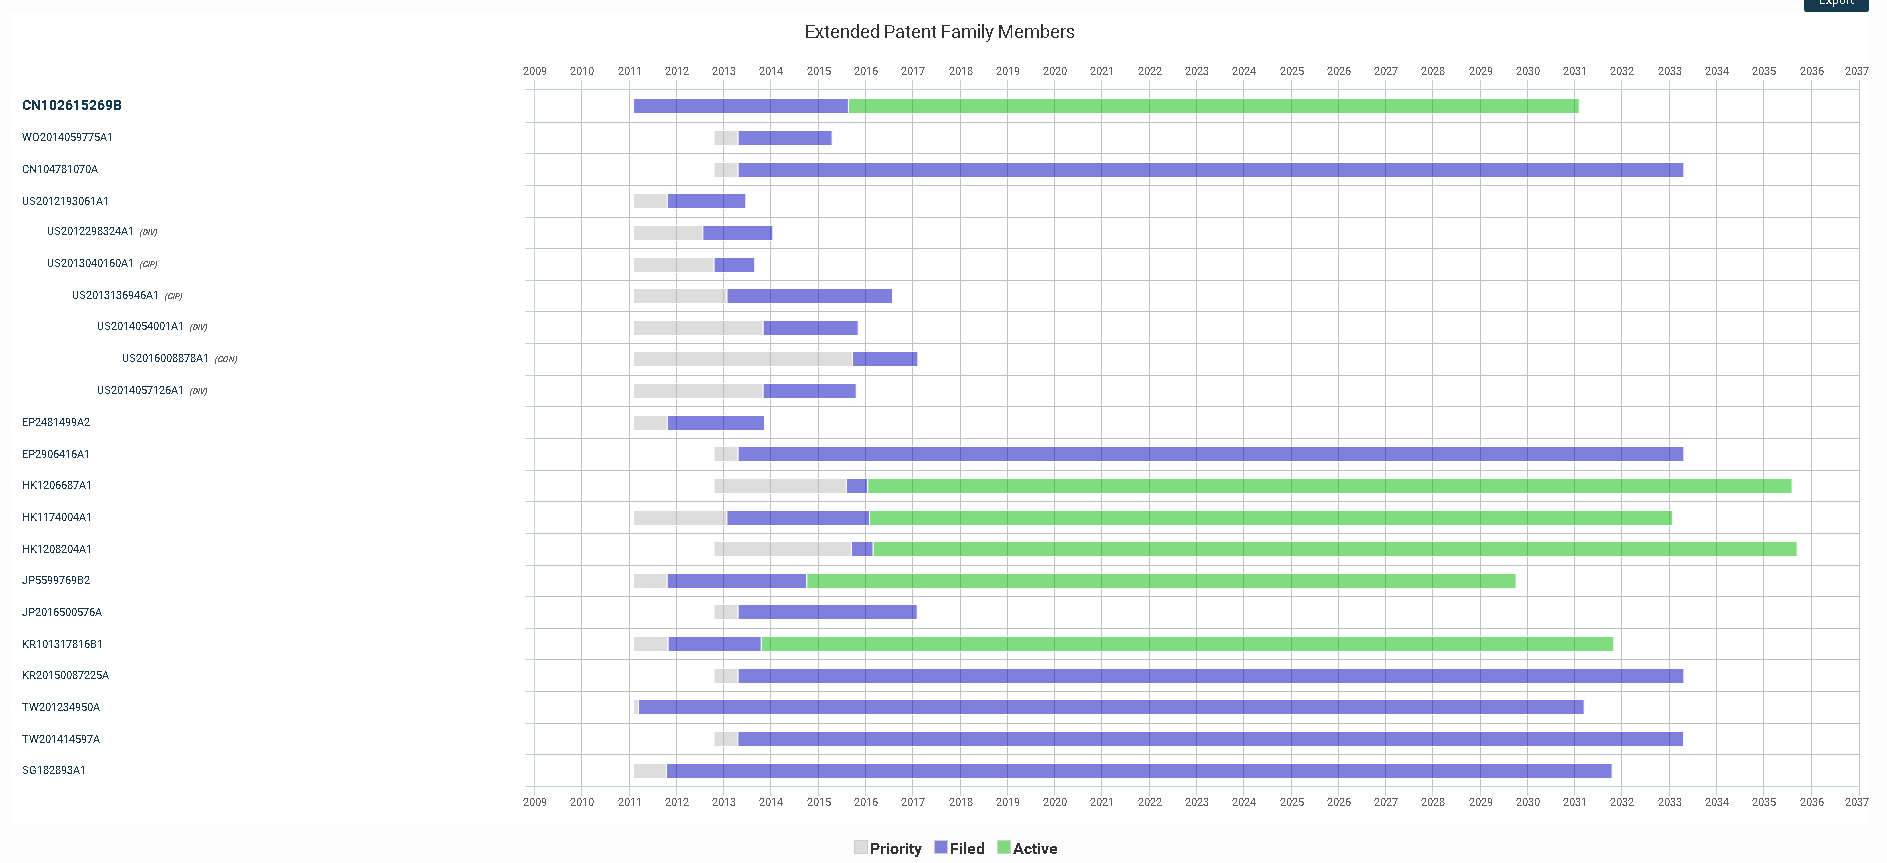 Export
Extended Patent Family Members
2009 2010 2011 2012 2013 2014 2015 2016 2017 2018 2019 2020 2021 2022 2023 2024 2025 2026 2027 2028 2029 2030 2031 2032 2033 2034 2035 2036 2037
CN102615269B
WO2014059775A1
CN104781070A
US2012193061A1
US2012298324A1 (DIV)
US2013040160A1 (CIP)
US2013136946A1 (CIP)
US2014054001A1 (DIV)
US2016008878A1 (CON)
US2014057126A1 (DIV)
EP2481499A2
EP2906416A1
HK1206687A1
HK1174004A1
HK1208204A1
JP5599769B2
JP2016500576A
KR101317816B1
KR20150087225A
TW201234950A
TW201414597A
SG182893A1
2009 2010 2011 2012 2013 2014 2015 2016 2017 2018 2019 2020 2021 2022 2023 2024 2025 2026 2027 2028 2029 2030 2031 2032 2033 2034 2035 2036 2037
Priority Filed Active